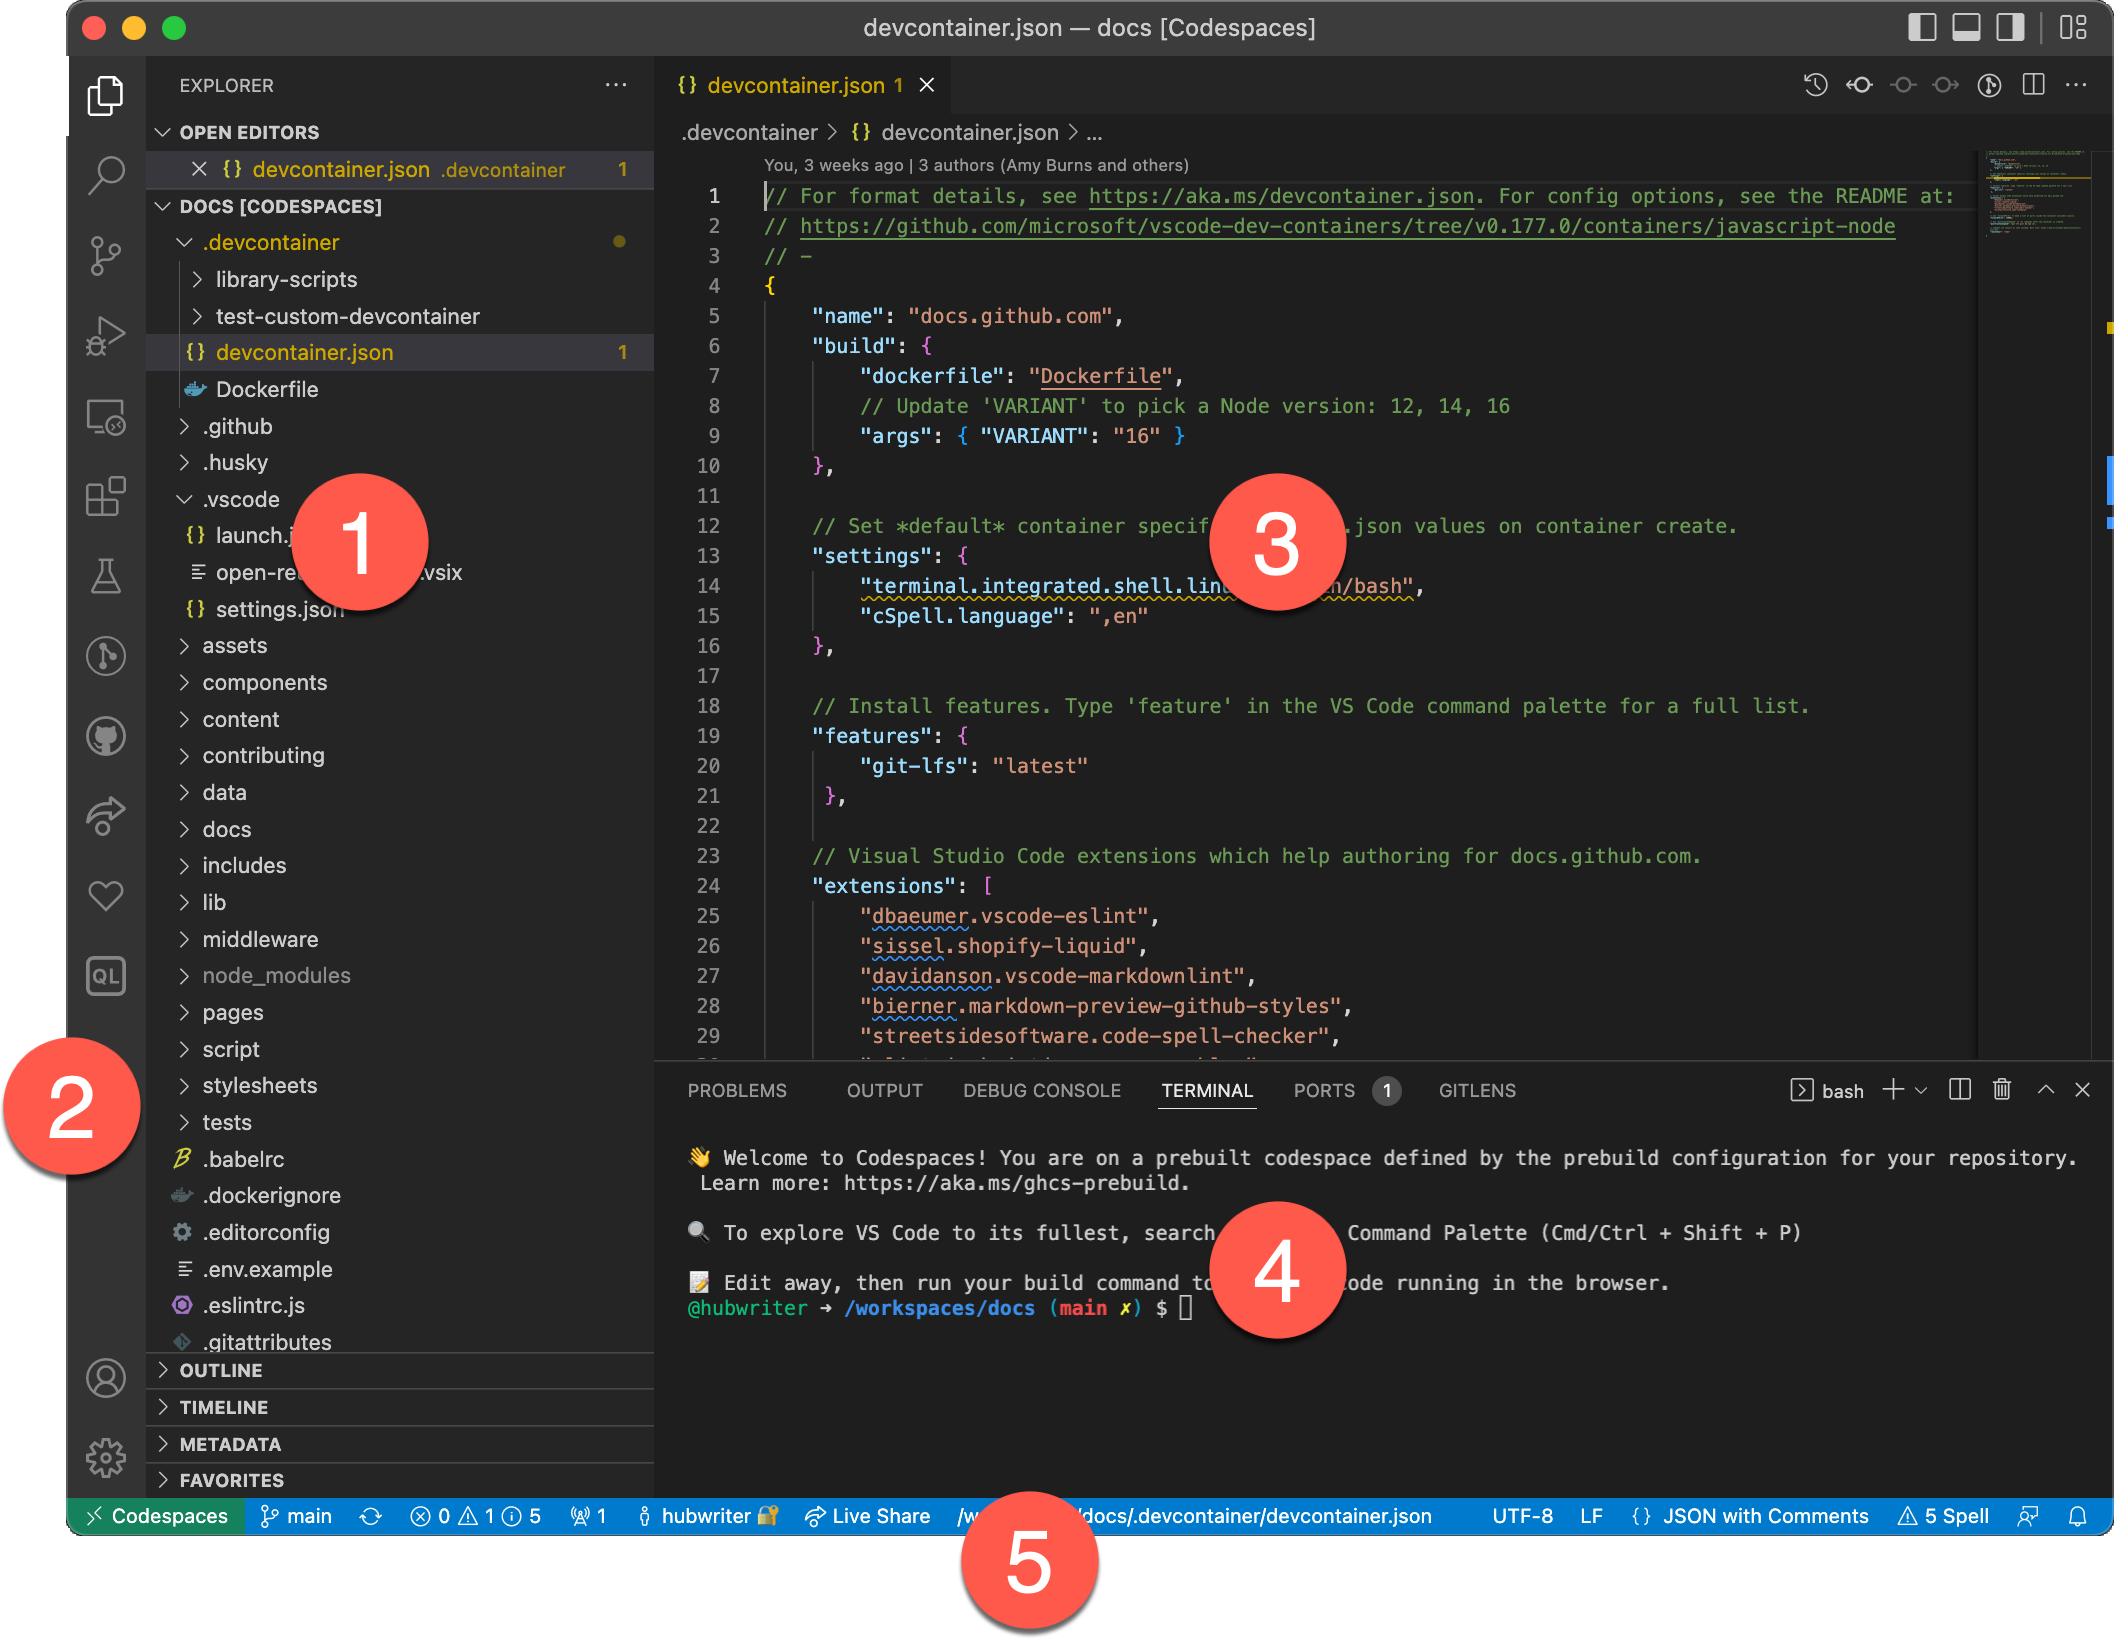 devcontainer.json — docs [Codespaces]
EXPLORER
OPEN EDITORS
devcontainer.json .devcontainer 1
DOCS [CODESPACES]
.devcontainer
library-scripts
test-custom-devcontainer
devcontainer.json 1
Dockerfile
.github
.husky
.vscode
launch.j
open-re .vsix
settings.json
assets
components
content
contributing
data
docs
includes
lib
middleware
node_modules
pages
script
stylesheets
tests
.babelrc
.dockerignore
.editorconfig
.env.example
.eslintrc.js
.gitattributes
OUTLINE
TIMELINE
METADATA
FAVORITES
QL
1
2
{} devcontainer.json 1
.devcontainer > {} devcontainer.json > ...
You, 3 weeks ago | 3 authors (Amy Burns and others)
1 // For format details, see https://aka.ms/devcontainer.json. For config options, see the README at:
2 // https://github.com/microsoft/vscode-dev-containers/tree/v0.177.0/containers/javascript-node
3 // -
4 {
5 "name": "docs.github.com",
6 "build": {
7 "dockerfile": "Dockerfile",
8 // Update 'VARIANT' to pick a Node version: 12, 14, 16
9 "args": { "VARIANT": "16" }
10 },
11
12 // Set *default* container specif .json values on container create.
13 "settings": {
14 "terminal.integrated.shell.lin n/bash",
15 "cSpell.language": ",en"
16 },
17
18 // Install features. Type 'feature' in the VS Code command palette for a full list.
19 "features": {
20 "git-lfs": "latest"
21 },
22
23 // Visual Studio Code extensions which help authoring for docs.github.com.
24 "extensions": [
25 "dbaeumer.vscode-eslint",
26 "sissel.shopify-liquid",
27 "davidanson.vscode-markdownlint",
28 "bierner.markdown-preview-github-styles",
29 "streetsidesoftware.code-spell-checker",
3
PROBLEMS OUTPUT DEBUG CONSOLE TERMINAL PORTS 1 GITLENS
bash
👋 Welcome to Codespaces! You are on a prebuilt codespace defined by the prebuild configuration for your repository.
Learn more: https://aka.ms/ghcs-prebuild.
🔍 To explore VS Code to its fullest, search Command Palette (Cmd/Ctrl + Shift + P)
📝 Edit away, then run your build command to ode running in the browser.
@hubwriter → /workspaces/docs (main ✗) $
4
Codespaces main 0 1 5 1 hubwriter 🔐 Live Share /w /docs/.devcontainer/devcontainer.json UTF-8 LF {} JSON with Comments 5 Spell
5